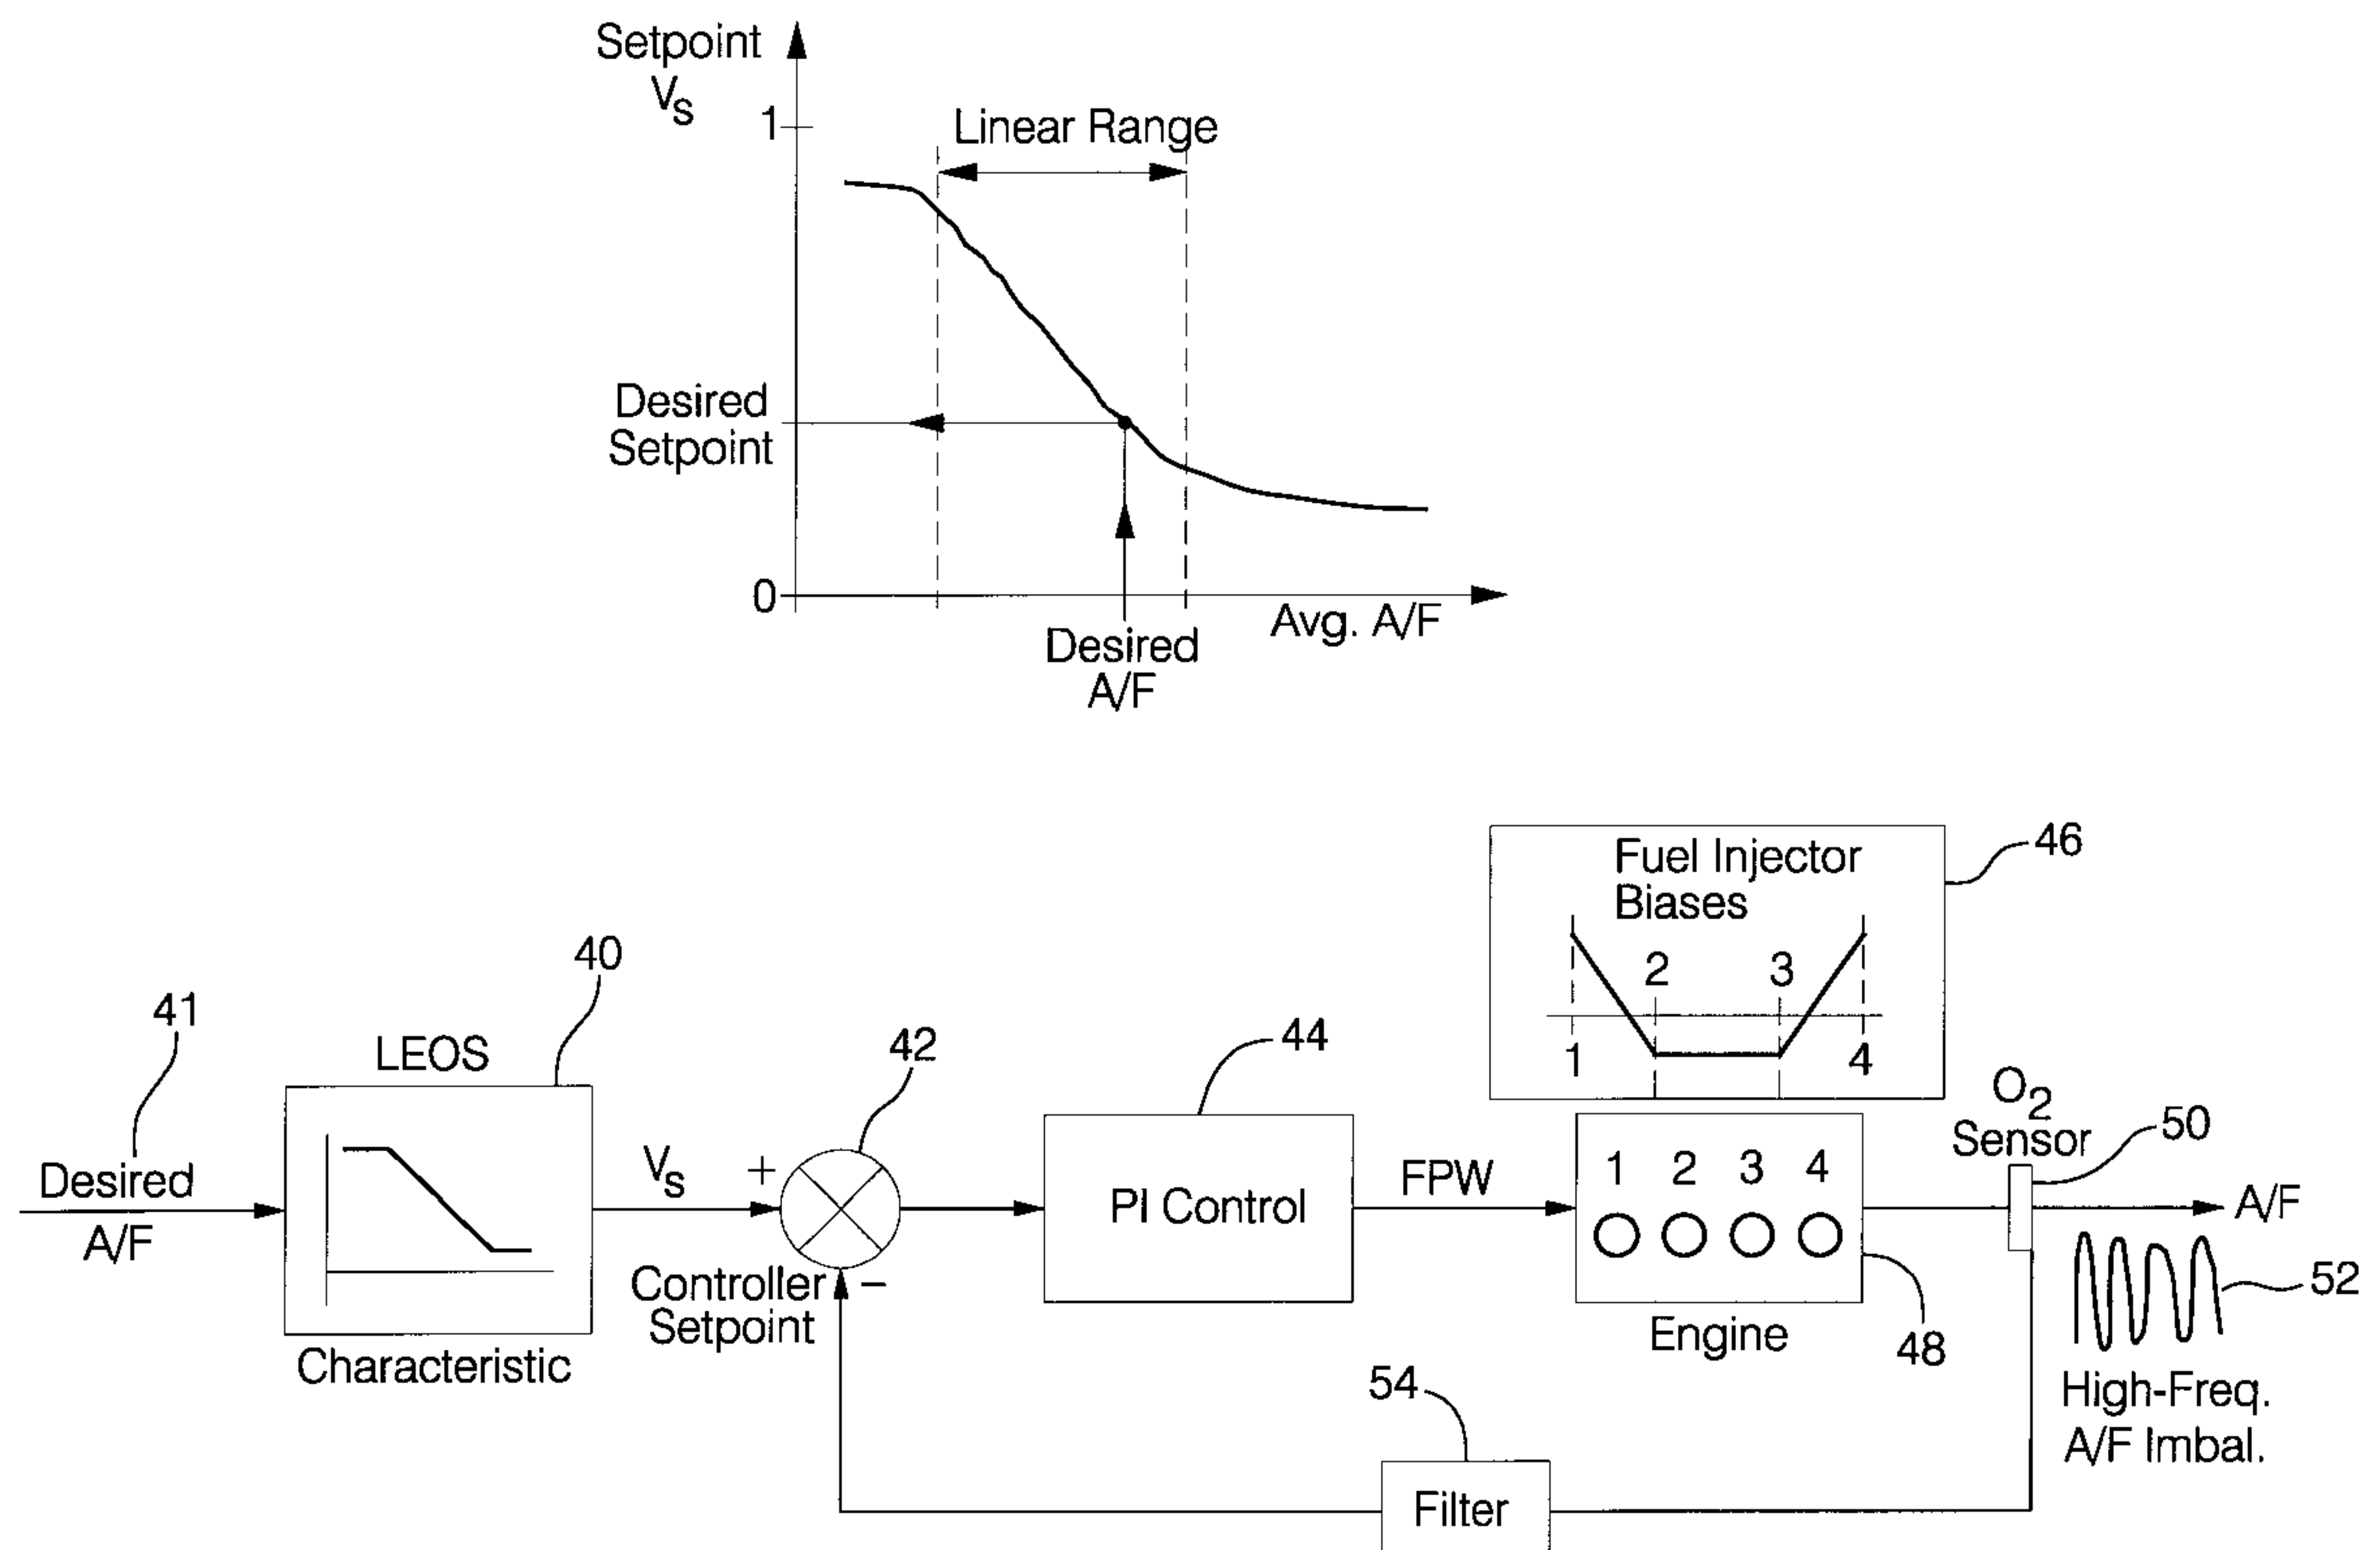 Setpoint
Vs
1
Linear Range
Desired
Setpoint
0
Avg. A/F
Desired
A/F
46
Fuel Injector
Biases
2 3
1 4
40
41
LEOS
42
44
O2
Sensor
50
Desired
A/F
Vs
+
PI Control
FPW
1 2 3 4
A/F
Controller
Setpoint
−
52
Characteristic
Engine
48
High-Freq.
A/F Imbal.
54
Filter